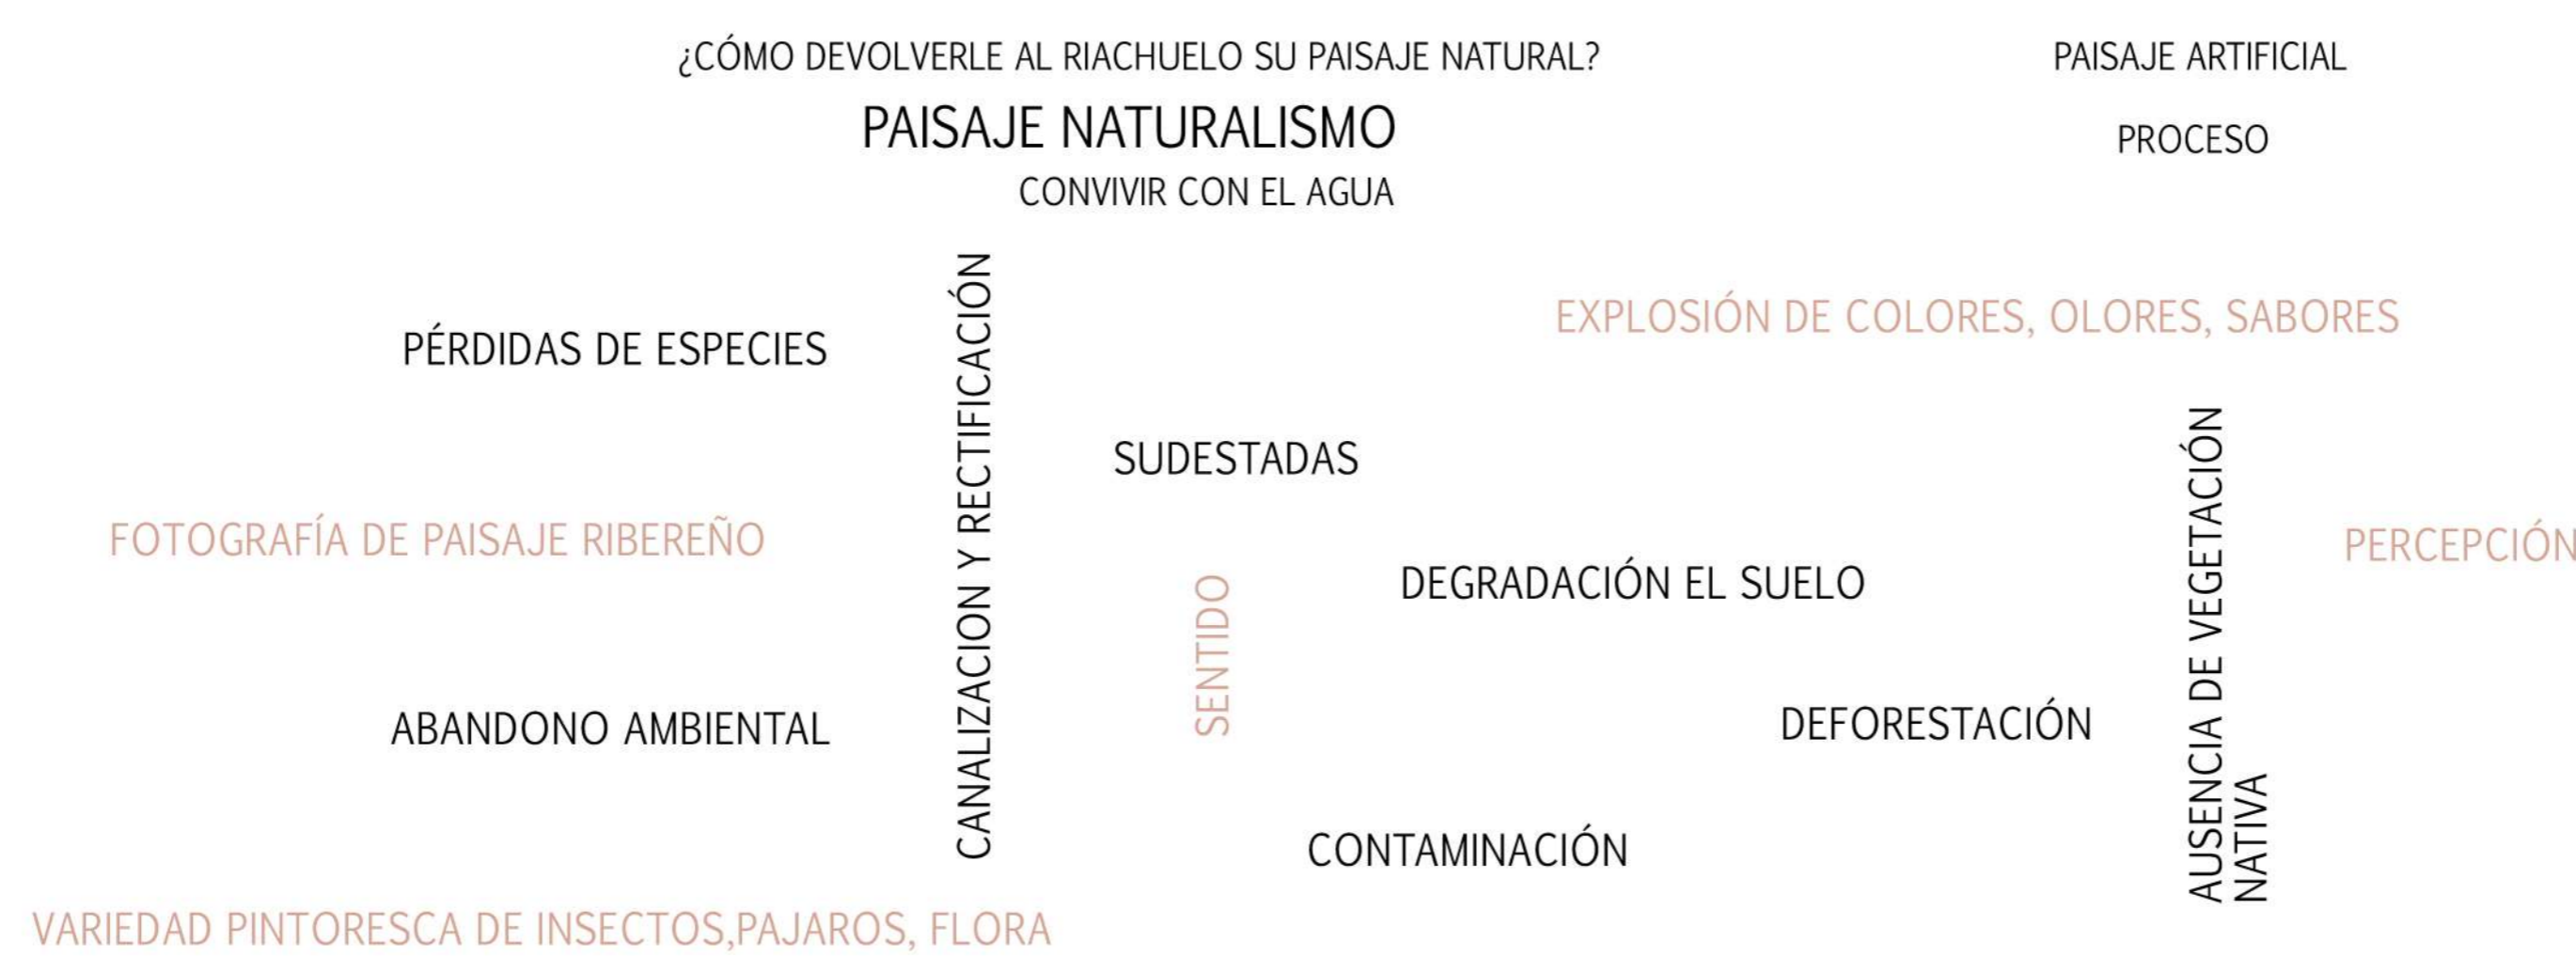 ¿CÓMO DEVOLVERLE AL RIACHUELO SU PAISAJE NATURAL?
PAISAJE ARTIFICIAL
PAISAJE NATURALISMO
PROCESO
CONVIVIR CON EL AGUA
CANALIZACION Y RECTIFICACIÓN
EXPLOSIÓN DE COLORES, OLORES, SABORES
PÉRDIDAS DE ESPECIES
SUDESTADAS
AUSENCIA DE VEGETACIÓN
NATIVA
FOTOGRAFÍA DE PAISAJE RIBEREÑO
PERCEPCIÓN
SENTIDO
DEGRADACIÓN EL SUELO
ABANDONO AMBIENTAL
DEFORESTACIÓN
CONTAMINACIÓN
VARIEDAD PINTORESCA DE INSECTOS,PAJAROS, FLORA